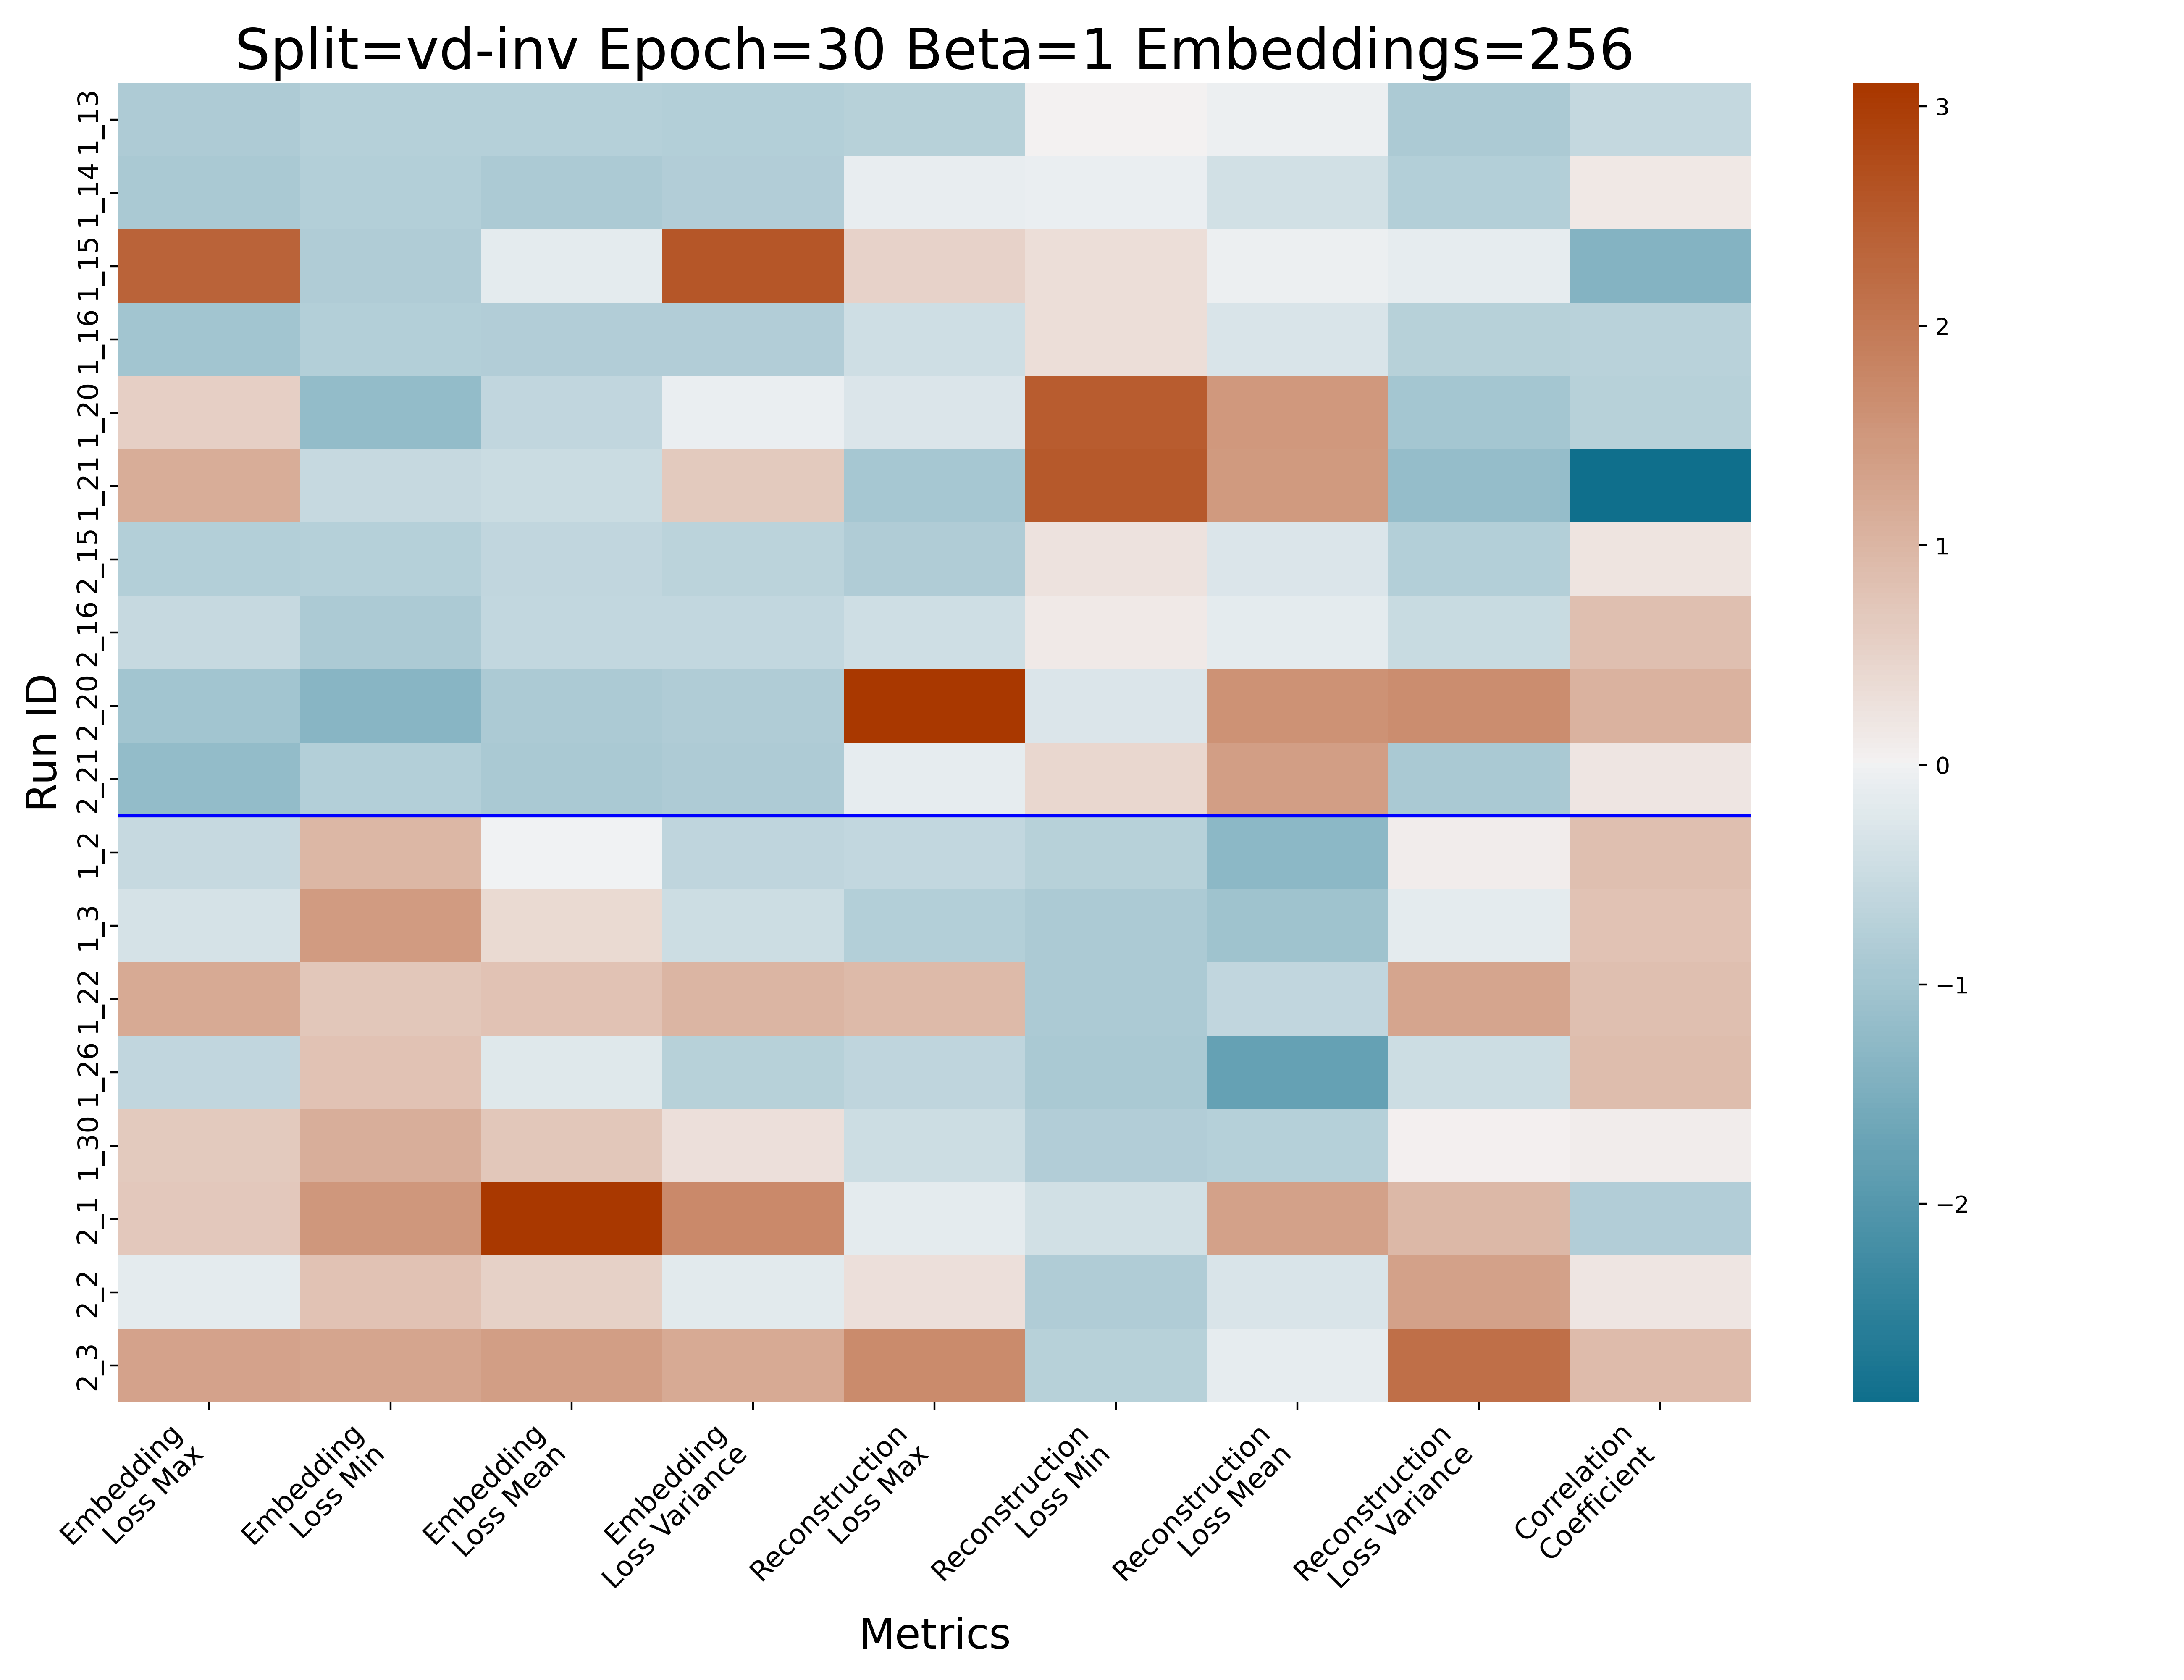 Split=vd-inv Epoch=30 Beta=1 Embeddings=256
Run ID
1_13
1_14
1_15
1_16
1_20
1_21
2_15
2_16
2_20
2_21
1_2
1_3
1_22
1_26
1_30
2_1
2_2
2_3
Embedding
Loss Max
Embedding
Loss Min
Embedding
Loss Mean
Embedding
Loss Variance
Reconstruction
Loss Max
Reconstruction
Loss Min
Reconstruction
Loss Mean
Reconstruction
Loss Variance
Correlation
Coefficient
Metrics
3
2
1
0
−1
−2